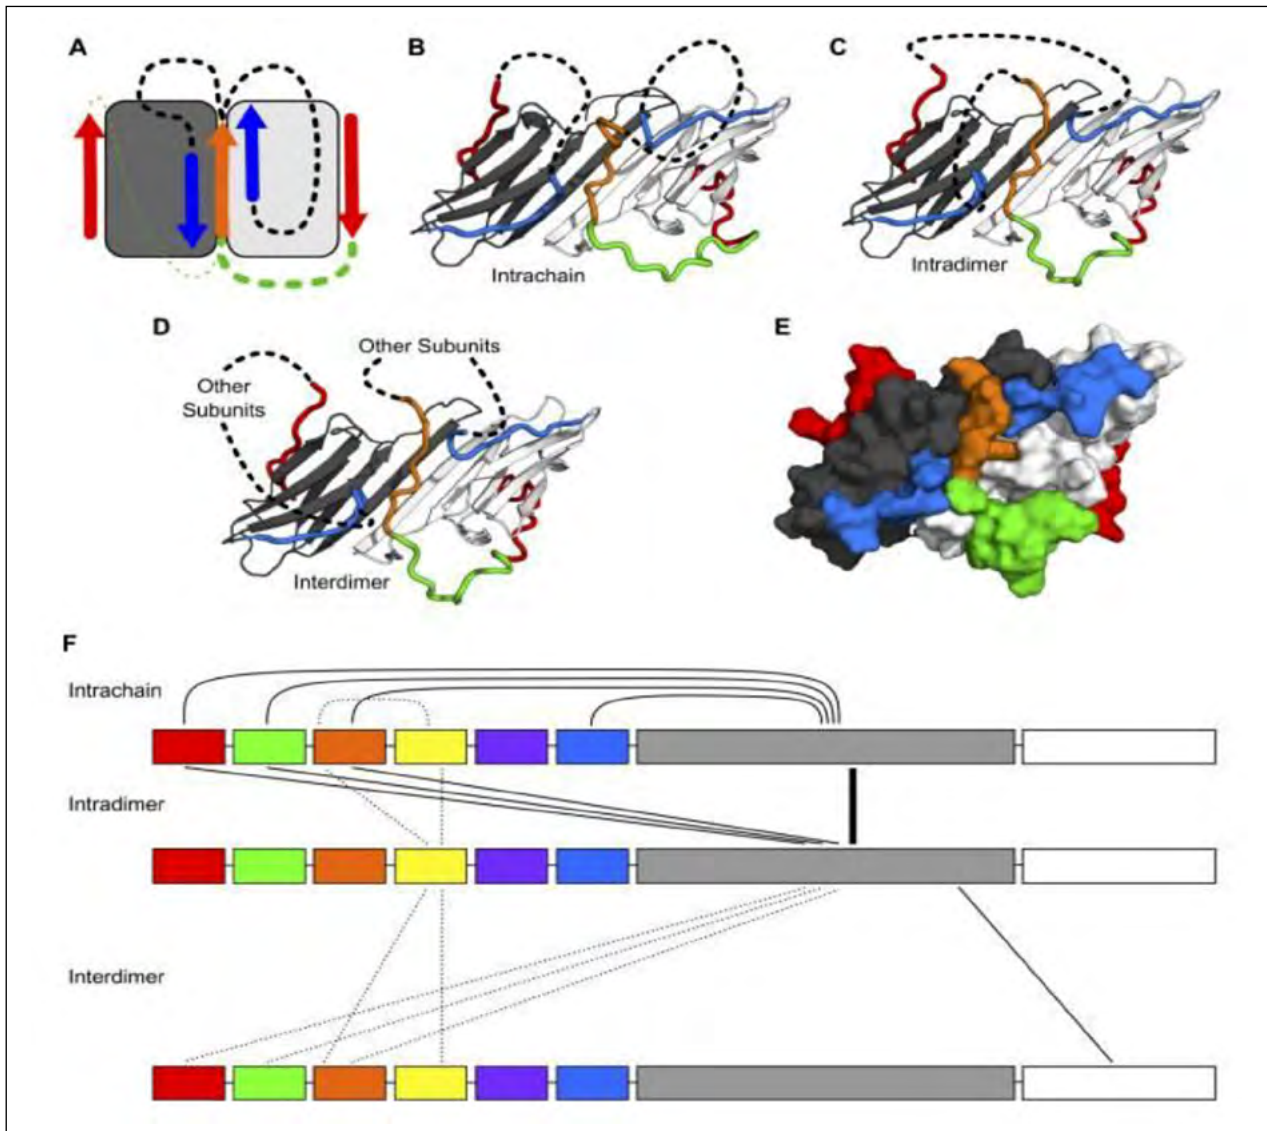 A
B
C
Intrachain
Intradimer
D
E
Other Subunits
Other
Subunits
Interdimer
F
Intrachain
Intradimer
Interdimer